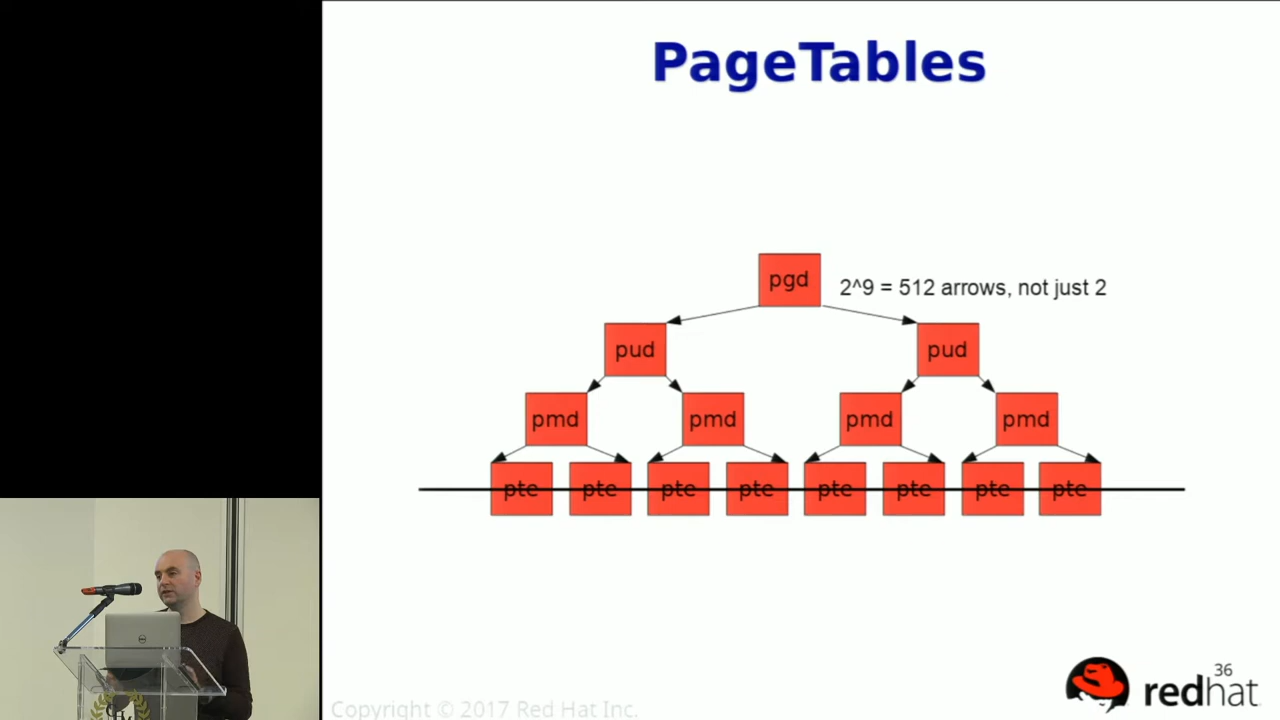 PageTables
pgd
2^9 = 512 arrows, not just 2
pud pud
pmd pmd pmd pmd
pte pte pte pte pte pte pte pte
36
redhat.
Copyright © 2017 Red Hat Inc.